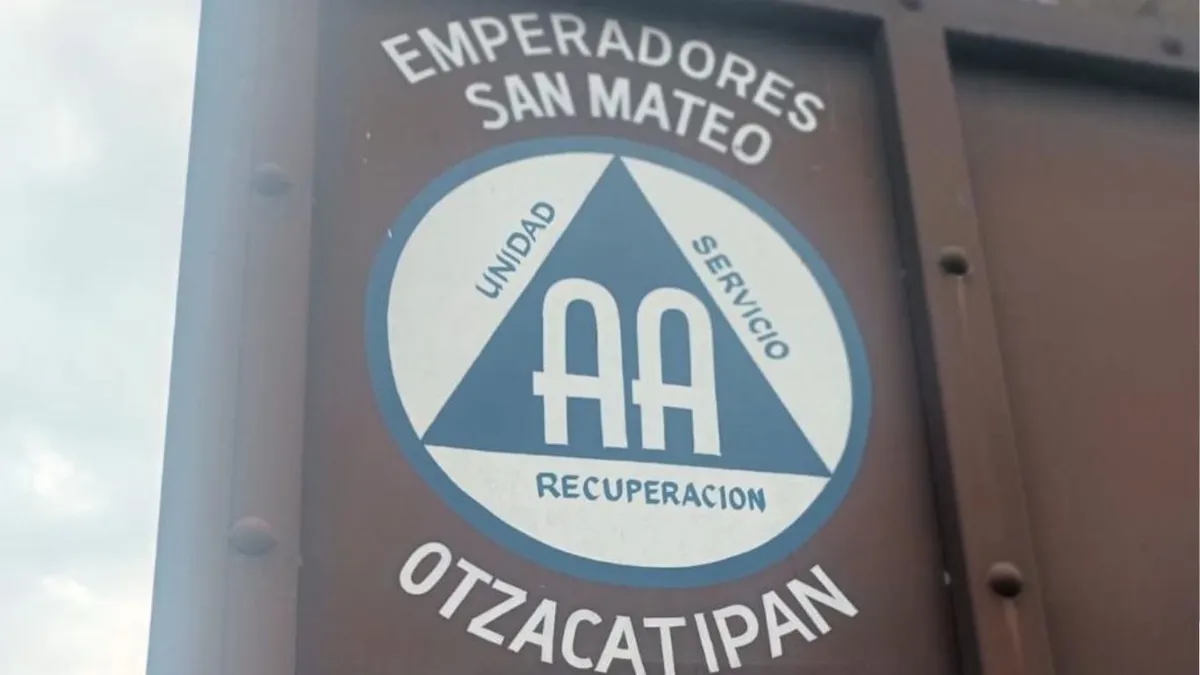 EMPERADORES
SAN MATEO
UNIDAD
SERVICIO
AA
RECUPERACION
OTZACATIPAN